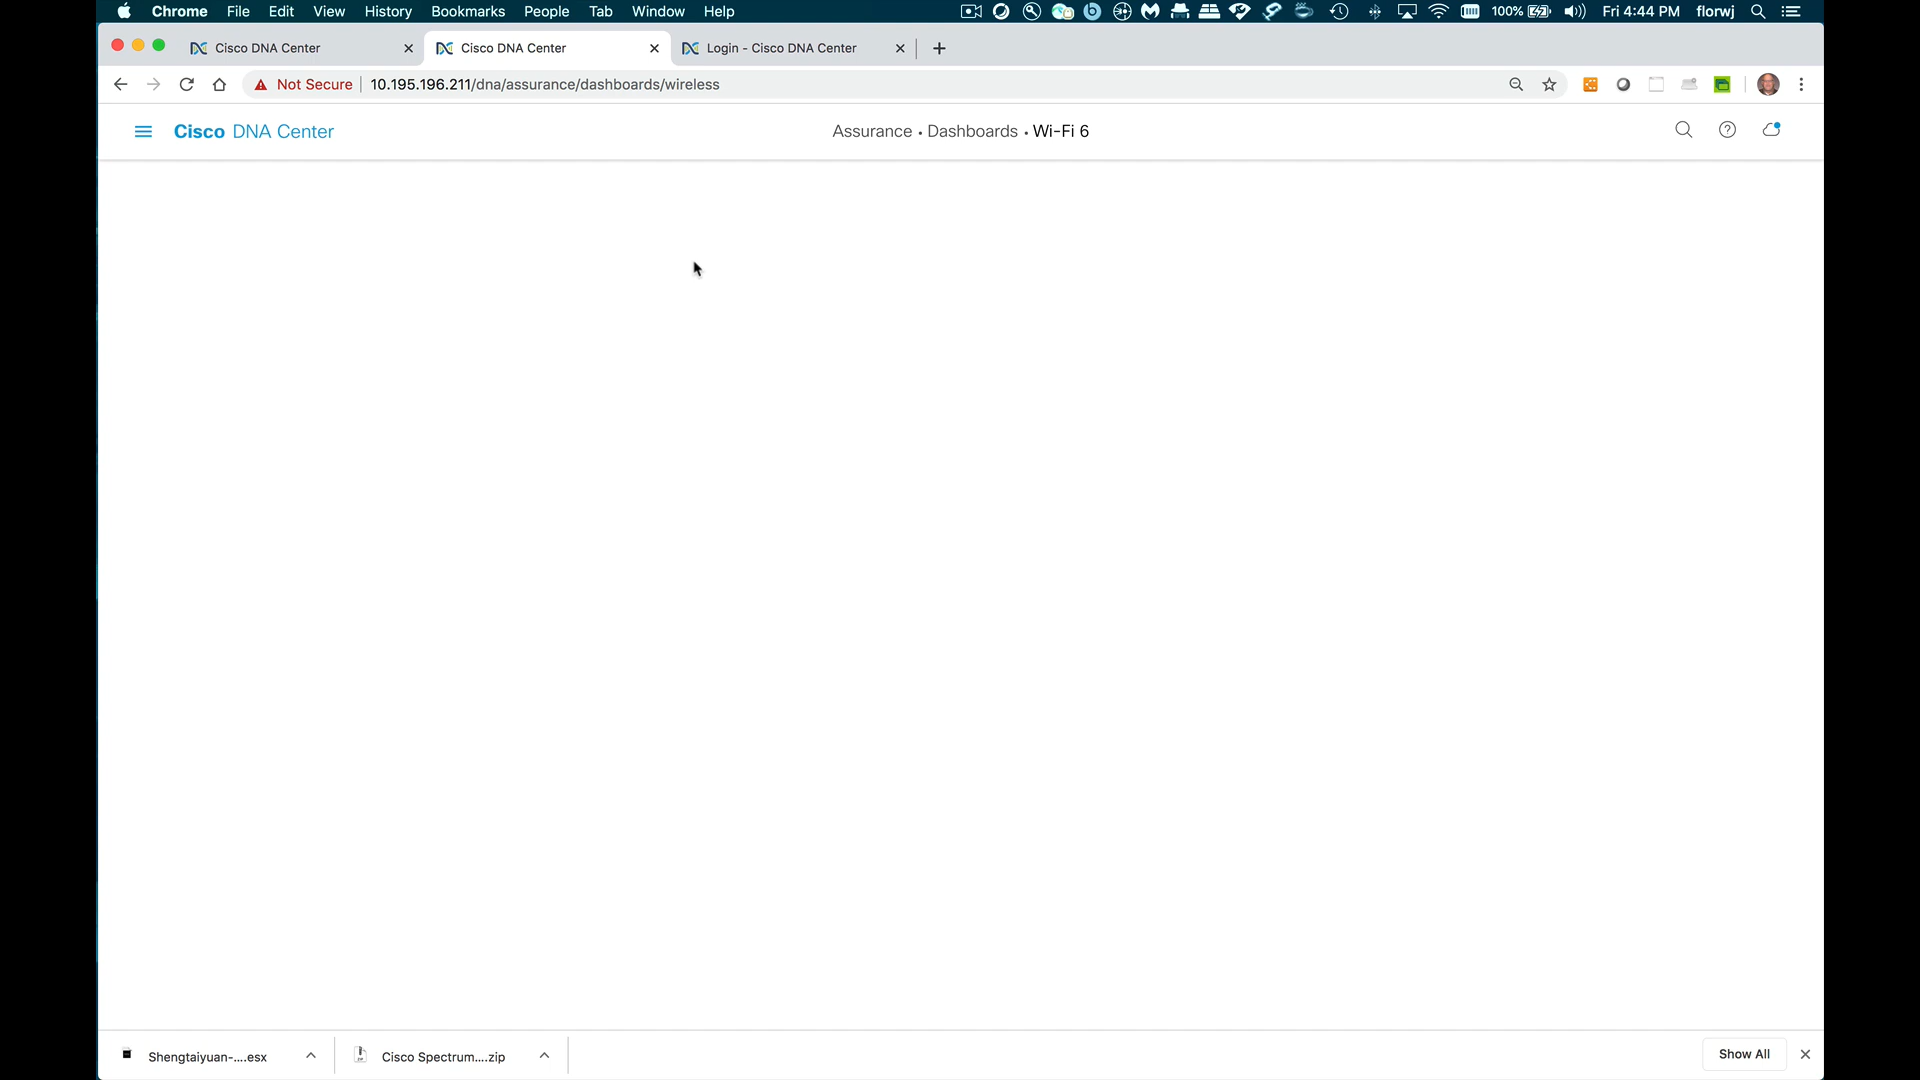 Chrome File Edit View History Bookmarks People Tab Window Help 100% Fri 4:44 PM florwj
Cisco DNA Center Cisco DNA Center Login - Cisco DNA Center
Not Secure 10.195.196.211/dna/assurance/dashboards/wireless
Cisco DNA Center Assurance • Dashboards • Wi-Fi 6
Shengtaiyuan-....esx Cisco Spectrum....zip Show All